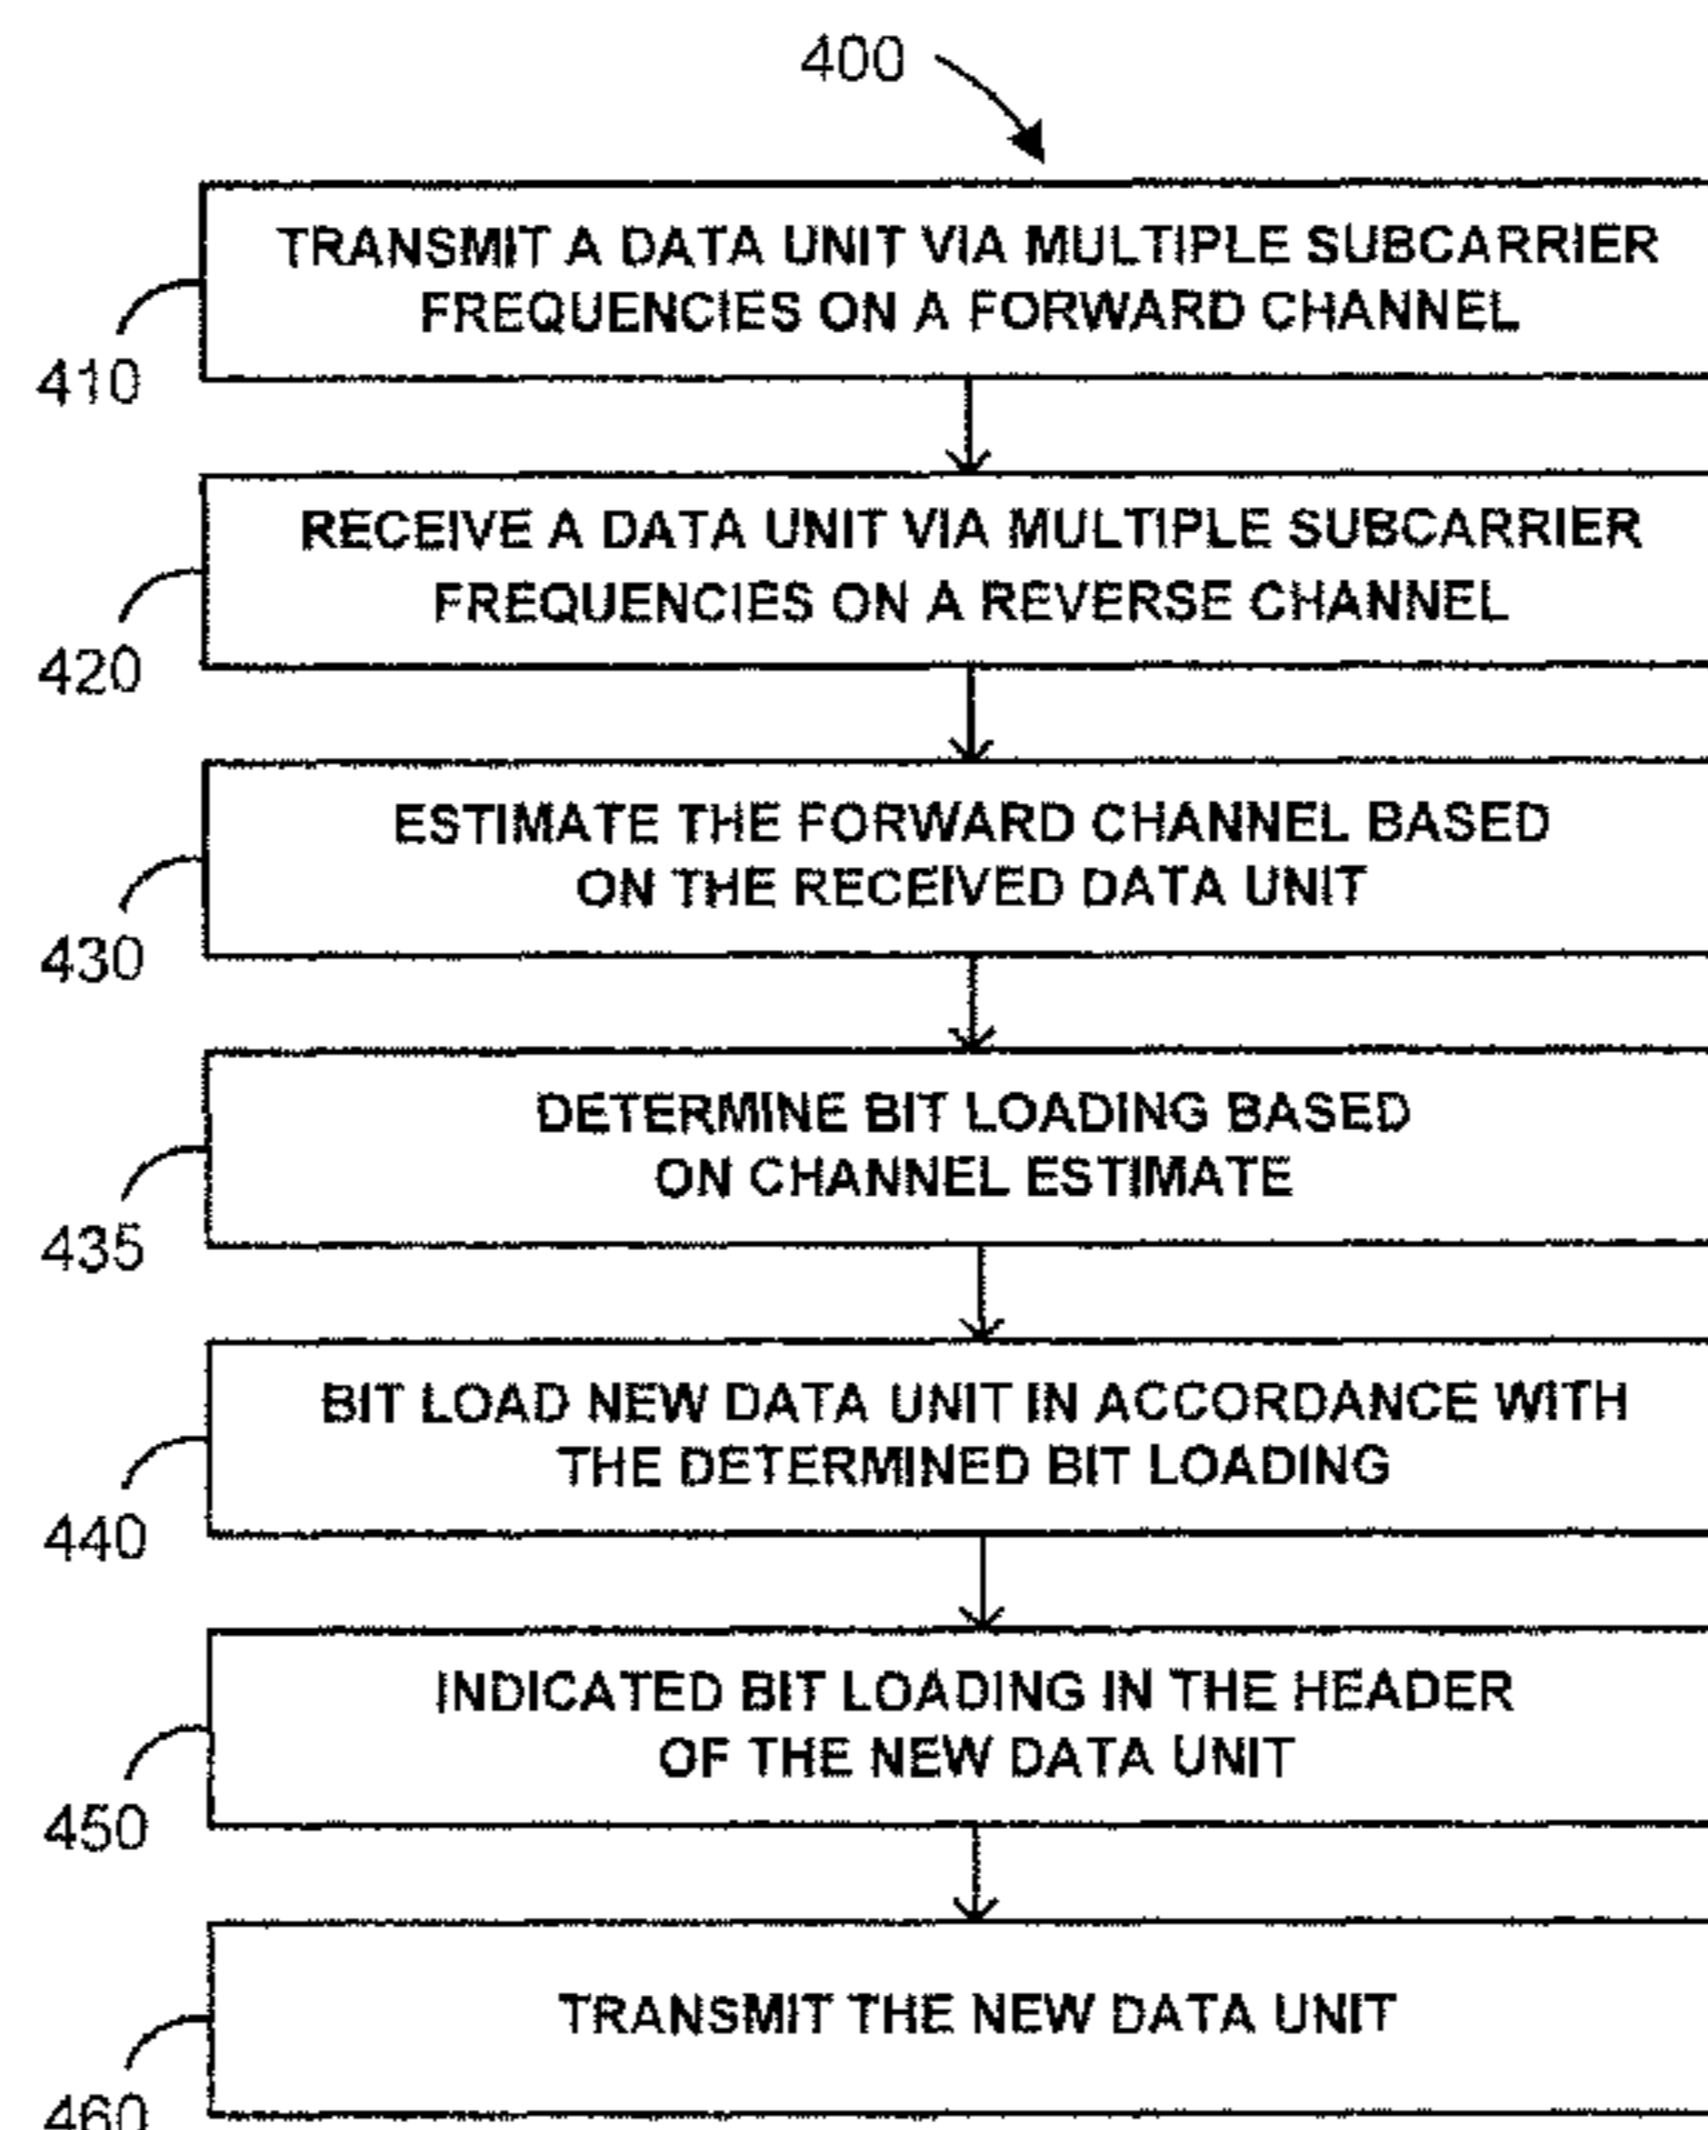 400
TRANSMIT A DATA UNIT VIA MULTIPLE SUBCARRIER
FREQUENCIES ON A FORWARD CHANNEL
410
RECEIVE A DATA UNIT VIA MULTIPLE SUBCARRIER
FREQUENCIES ON A REVERSE CHANNEL
420
ESTIMATE THE FORWARD CHANNEL BASED
ON THE RECEIVED DATA UNIT
430
DETERMINE BIT LOADING BASED
ON CHANNEL ESTIMATE
435
BIT LOAD NEW DATA UNIT IN ACCORDANCE WITH
THE DETERMINED BIT LOADING
440
INDICATED BIT LOADING IN THE HEADER
OF THE NEW DATA UNIT
450
TRANSMIT THE NEW DATA UNIT
460